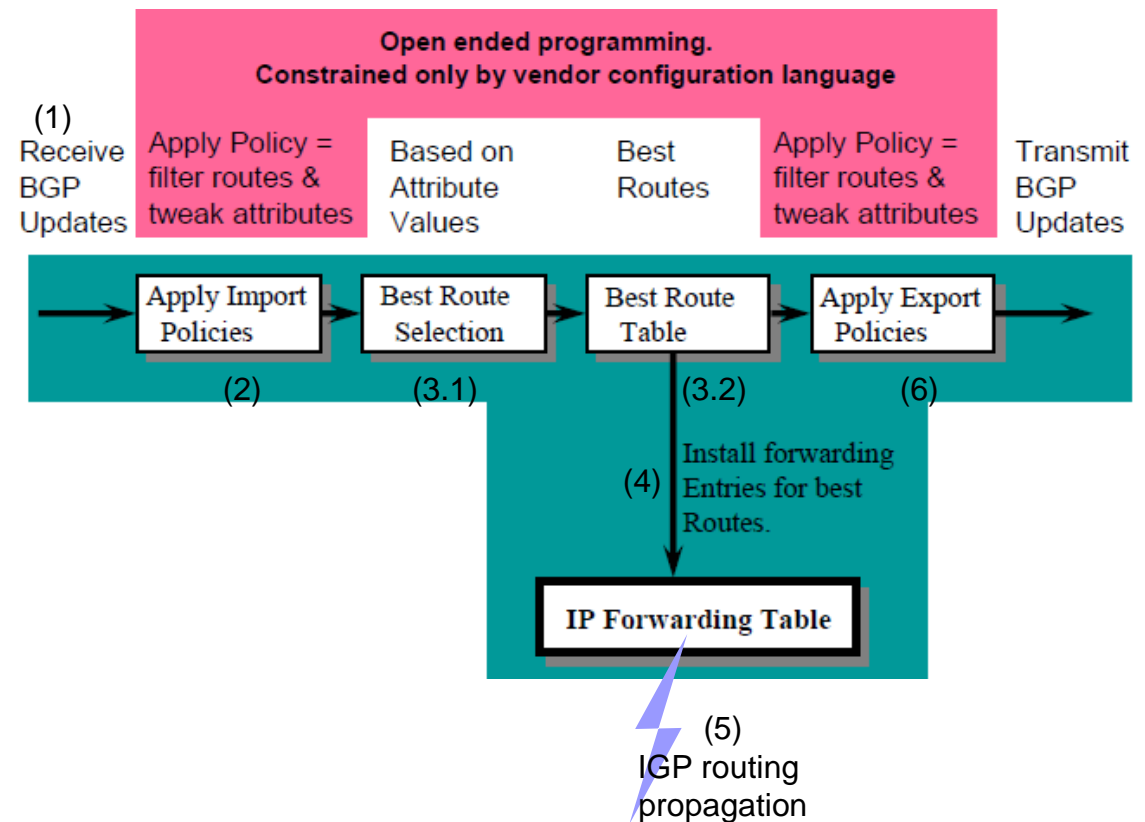 Open ended programming.
Constrained only by vendor configuration language
(1)
Receive
BGP
Updates
Apply Policy =
filter routes &
tweak attributes
Based on
Attribute
Values
Best
Routes
Apply Policy =
filter routes &
tweak attributes
Transmit
BGP
Updates
Apply Import
Policies
Best Route
Selection
Best Route
Table
Apply Export
Policies
(2)
(3.1)
(3.2)
(6)
(4)
Install forwarding
Entries for best
Routes.
IP Forwarding Table
(5)
IGP routing
propagation